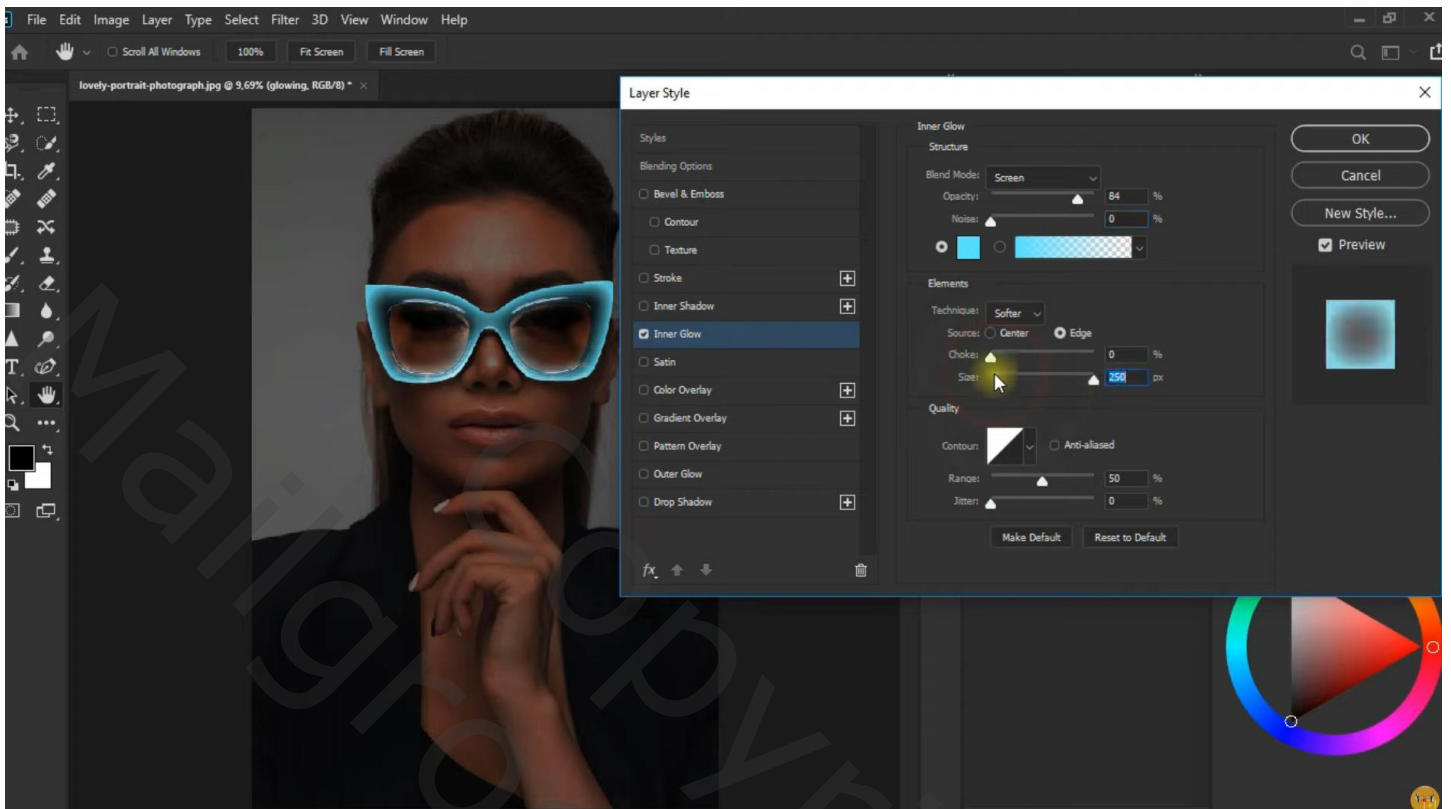 File Edit Image Layer Type Select Filter 3D View Window Help
Scroll All Windows 100% Fit Screen Fill Screen
lovely-portrait-photograph.jpg @ 9,69% (glowing, RGB/8) * ×
Layer Style
Styles
Blending Options
Bevel & Emboss
Contour
Texture
Stroke
Inner Shadow
Inner Glow
Satin
Color Overlay
Gradient Overlay
Pattern Overlay
Outer Glow
Drop Shadow
fx
Inner Glow
Structure
Blend Mode: Screen
Opacity: 84 %
Noise: 0 %
Elements
Technique: Softer
Source: Center Edge
Choke: 0 %
Size: 250 px
Quality
Contour: Anti-aliased
Range: 50 %
Jitter: 0 %
Make Default Reset to Default
OK
Cancel
New Style...
Preview